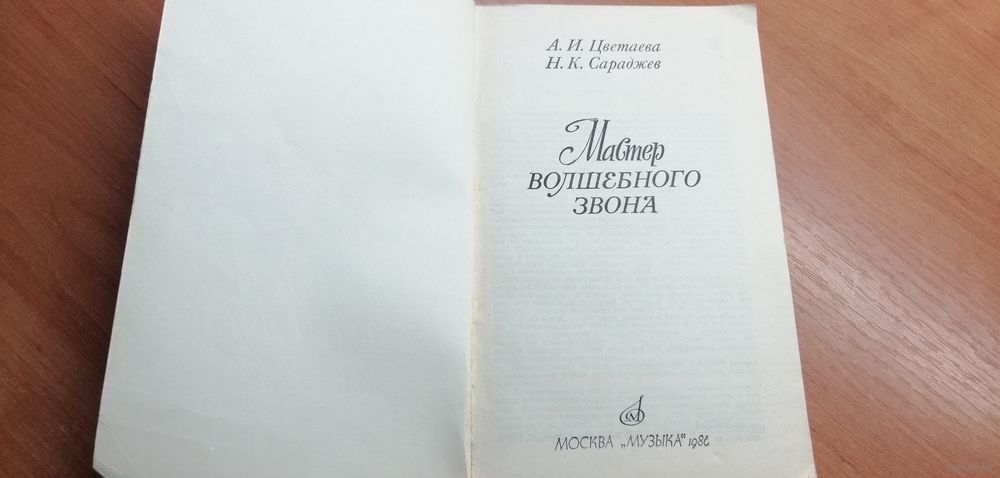 А. И. Цветаева
Н. К. Сараджев
Мастер
ВОЛШЕБНОГО
ЗВОНА
МОСКВА „МУЗЫКА“ 1986